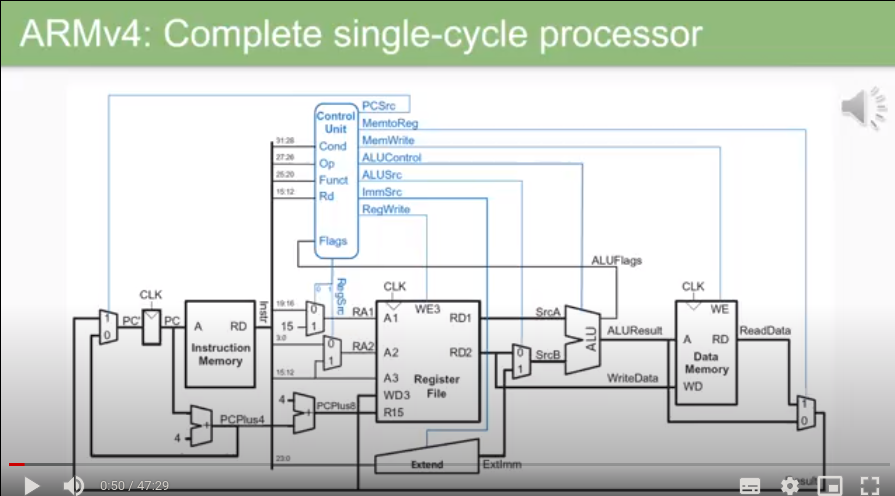 ARMv4: Complete single-cycle processor
PCSrc
Control
Unit
MemtoReg
MemWrite
31:28
Cond
27:26
Op
ALUControl
25:20
Funct
ALUSrc
15:12
Rd
ImmSrc
RegWrite
Flags
ALUFlags
RegSrc
0 1
CLK
CLK
CLK
Instr
19:16
0
1
15
RA1
A1
WE3
RD1
SrcA
WE
1
0
PC'
PC
A
RD
Instruction
Memory
3:0
0
1
RA2
A2
RD2
0
1
SrcB
ALU
ALUResult
A
RD
Data
Memory
ReadData
15:12
A3
Register
File
WD3
R15
WriteData
WD
4
PCPlus8
+
PCPlus4
4
+
1
0
23:0
Extend
ExtImm
0:50 / 47:29